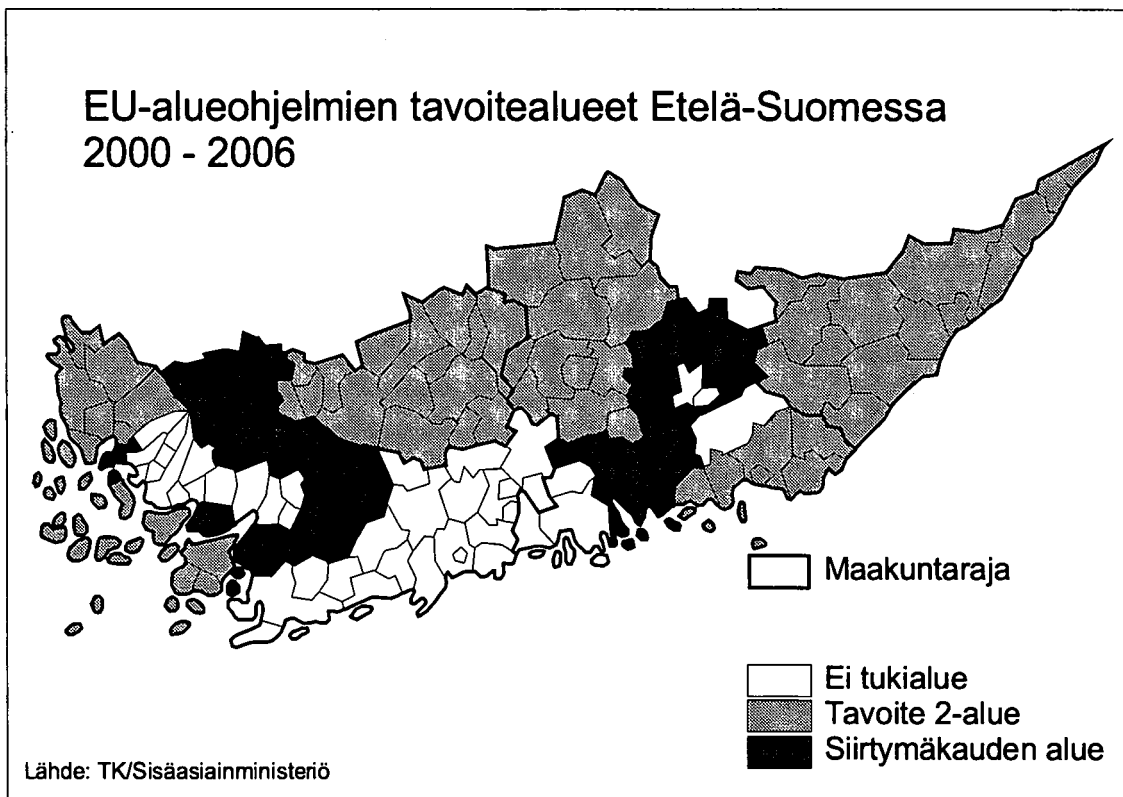 EU-alueohjelmien tavoitealueet Etelä-Suomessa
2000 - 2006
Maakuntaraja
Ei tukialue
Tavoite 2-alue
Siirtymäkauden alue
Lähde: TK/Sisäasiainministeriö